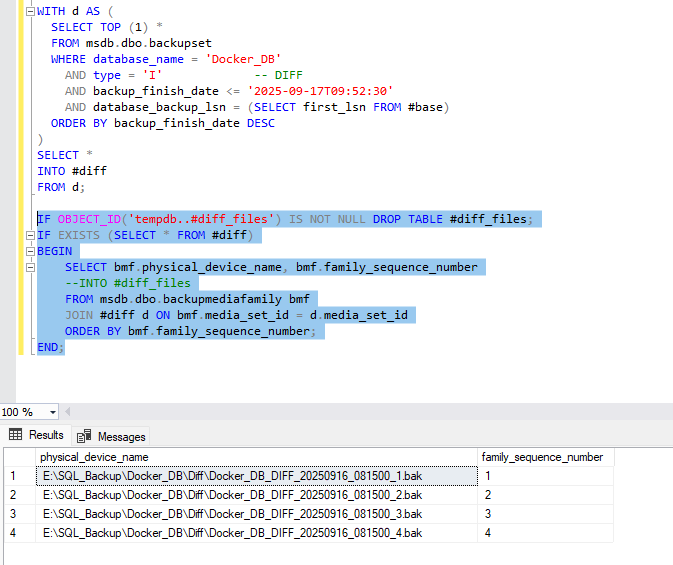 WITH d AS (
SELECT TOP (1) *
FROM msdb.dbo.backupset
WHERE database_name = 'Docker_DB'
AND type = 'I' -- DIFF
AND backup_finish_date <= '2025-09-17T09:52:30'
AND database_backup_lsn = (SELECT first_lsn FROM #base)
ORDER BY backup_finish_date DESC
)
SELECT *
INTO #diff
FROM d;
IF OBJECT_ID('tempdb..#diff_files') IS NOT NULL DROP TABLE #diff_files;
IF EXISTS (SELECT * FROM #diff)
BEGIN
SELECT bmf.physical_device_name, bmf.family_sequence_number
--INTO #diff_files
FROM msdb.dbo.backupmediafamily bmf
JOIN #diff d ON bmf.media_set_id = d.media_set_id
ORDER BY bmf.family_sequence_number;
END;
100 %
Results Messages
physical_device_name family_sequence_number
1 E:\SQL_Backup\Docker_DB\Diff\Docker_DB_DIFF_20250916_081500_1.bak 1
2 E:\SQL_Backup\Docker_DB\Diff\Docker_DB_DIFF_20250916_081500_2.bak 2
3 E:\SQL_Backup\Docker_DB\Diff\Docker_DB_DIFF_20250916_081500_3.bak 3
4 E:\SQL_Backup\Docker_DB\Diff\Docker_DB_DIFF_20250916_081500_4.bak 4